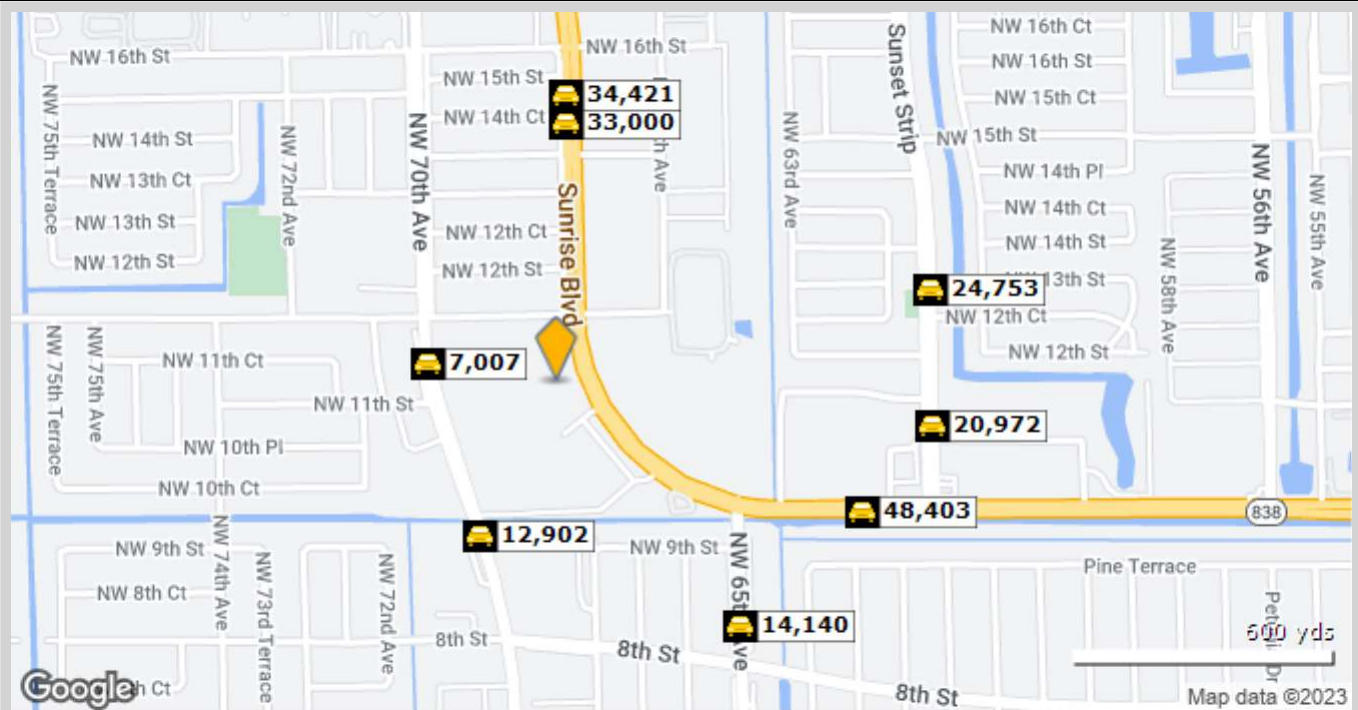 NW 16th St
NW 16th St
NW 16th Ct
NW 15th St
34,421
NW 16th St
NW 14th Ct
33,000
NW 15th Ct
NW 14th St
NW 15th St
NW 13th Ct
h Ave
NW 14th Pl
NW 13th St
NW 12th Ct
NW 14th Ct
NW 12th St
NW 12th St
NW 14th St
NW 75th Terrace
NW 72nd Ave
NW 70th Ave
Sunrise Blvd
NW 63rd Ave
Sunset Strip
NW 58th Ave
NW 56th Ave
NW 55th Ave
24,753
13th St
NW 12th Ct
NW 12th St
NW 11th Ct
7,007
NW 11th St
NW 10th Pl
20,972
NW 10th Ct
NW 75th Terrace
NW 75th Ave
48,403
838
12,902
NW 9th St
NW 9th St
Pine Terrace
NW 8th Ct
NW 74th Ave
NW 73rd Terrace
NW 72nd Ave
NW 65th Ave
14,140
8th St
8th St
8th St
600 yds
Google
h Ct
Map data ©2023